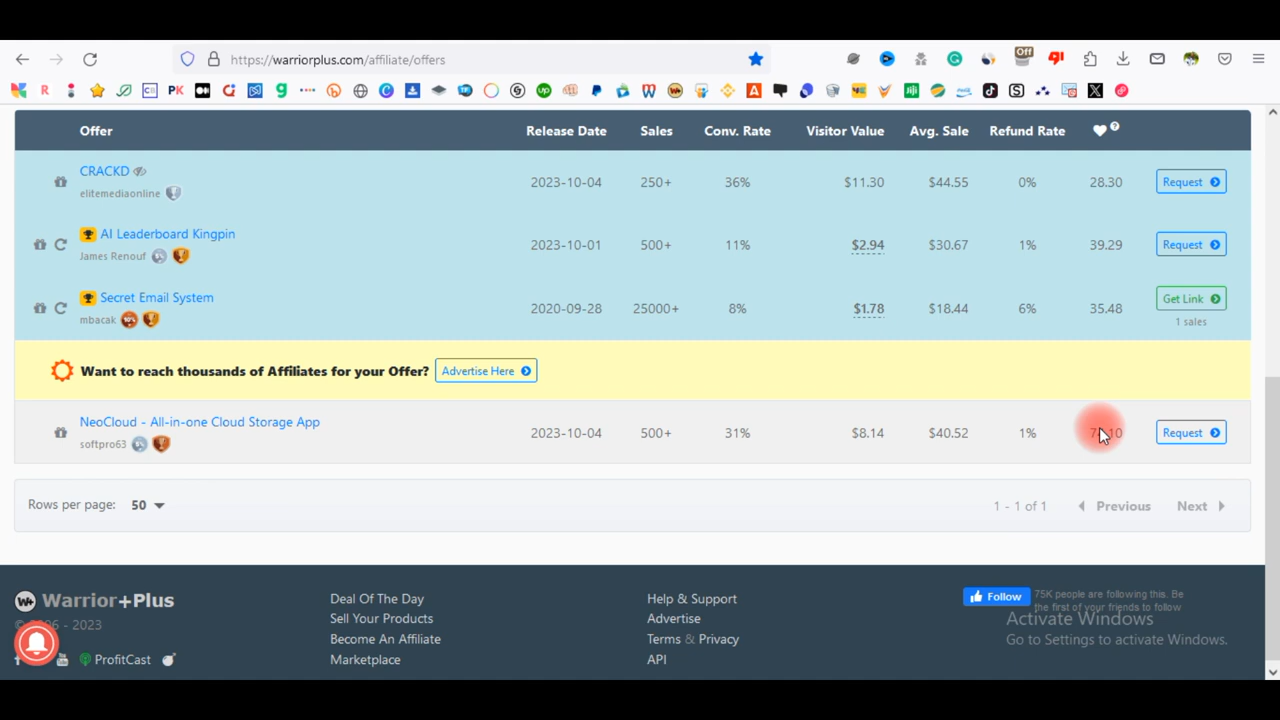 https://warriorplus.com/affiliate/offers
Off
Offer Release Date Sales Conv. Rate Visitor Value Avg. Sale Refund Rate
CRACKD
elitemediaonline
2023-10-04 250+ 36% $11.30 $44.55 0% 28.30 Request
AI Leaderboard Kingpin
James Renouf
2023-10-01 500+ 11% $2.94 $30.67 1% 39.29 Request
Secret Email System
mbacak
2020-09-28 25000+ 8% $1.78 $18.44 6% 35.48 Get Link
1 sales
Want to reach thousands of Affiliates for your Offer? Advertise Here
NeoCloud - All-in-one Cloud Storage App
softpro63
2023-10-04 500+ 31% $8.14 $40.52 1% Request
Rows per page: 50
1 - 1 of 1 Previous Next
Warrior+Plus
- 2023
ProfitCast
Deal Of The Day
Sell Your Products
Become An Affiliate
Marketplace
Help & Support
Advertise
Terms & Privacy
API
Follow
75K people are following this. Be
the first of your friends to follow
Activate Windows
Go to Settings to activate Windows.